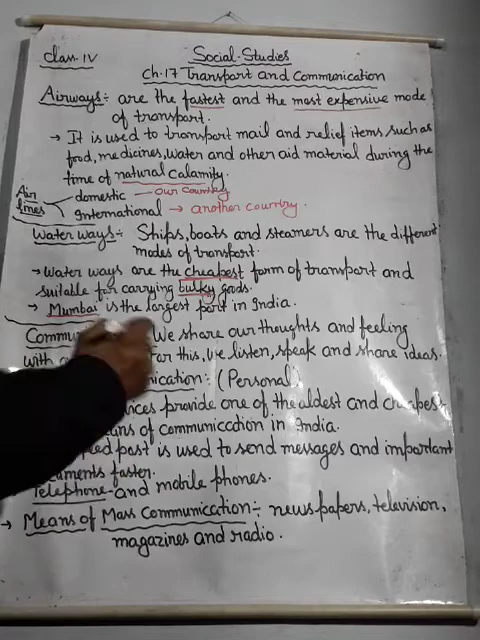 Class. IV
Social-Studies
Ch.17 Transport and Communication
Airways:- are the fastest and the most expensive mode
of transport.
→ It is used to transport mail and relief items, such as
food, medicines, water and other aid material during the
time of natural calamity.
Air lines
domestic — our country
International → another country.
Water ways:- Ships, boats and steamers are the different
modes of transport.
→ Water ways are the cheapest form of transport and
suitable for carrying bulky goods.
→ Mumbai is the largest port in India.
We share our thoughts and feeling
with for this, we listen, speak and share ideas.
(Personal)
provide one of the oldest and cheapest
of communication in India.
post is used to send messages and important
faster.
Telephone and mobile phones.
→ Means of Mass Communication:- newspapers, television,
magazines and radio.